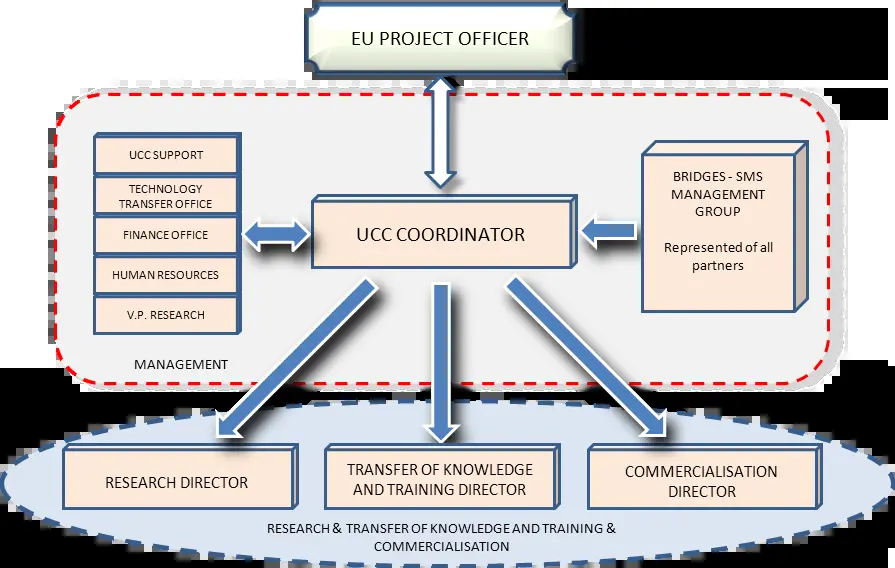 EU PROJECT OFFICER
UCC SUPPORT
TECHNOLOGY
TRANSFER OFFICE
FINANCE OFFICE
HUMAN RESOURCES
V.P. RESEARCH
MANAGEMENT
UCC COORDINATOR
BRIDGES - SMS
MANAGEMENT
GROUP
Represented of all
partners
RESEARCH DIRECTOR
TRANSFER OF KNOWLEDGE
AND TRAINING DIRECTOR
COMMERCIALISATION
DIRECTOR
RESEARCH & TRANSFER OF KNOWLEDGE AND TRAINING &
COMMERCIALISATION